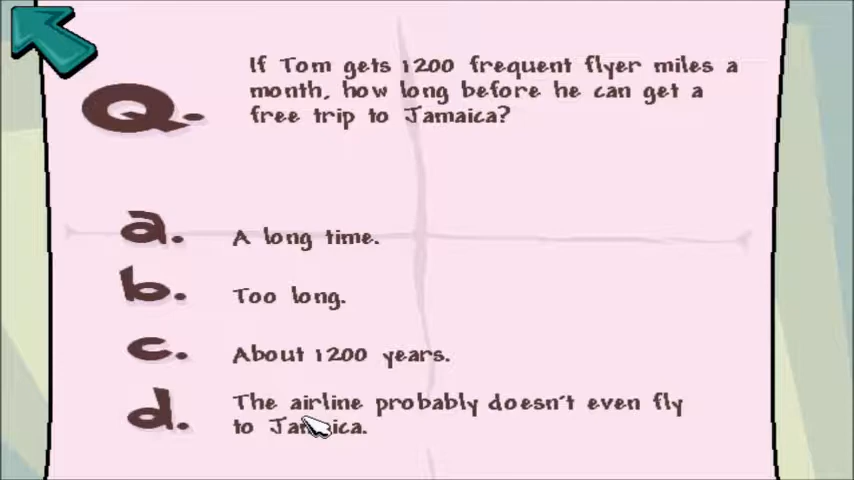 Q.
If Tom gets 1200 frequent flyer miles a
month, how long before he can get a
free trip to Jamaica?
a. A long time.
b. Too long.
c. About 1200 years.
d. The airline probably doesn't even fly
to Jamaica.